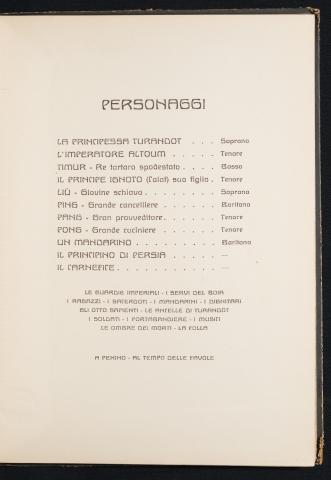 PERSONAGGI
LA PRINCIPESSA TURANDOT . . . Soprano
L'IMPERATORE ALTOUM . . . . . Tenore
TIMUR - Re tartaro spodestato . . . . Basso
IL PRINCIPE IGNOTO (Calaf) suo figlio . Tenore
LIÙ - Giovine schiava . . . . . . . . Soprano
PING - Grande cancelliere . . . . . Baritono
PANG - Gran provveditore . . . . . Tenore
PONG - Grande cuciniere . . . . . Tenore
UN MANDARINO . . . . . . . . . Baritono
IL PRINCIPINO DI PERSIA . . . . . —
IL CARNEFICE . . . . . . . . . . . —
LE GUARDIE IMPERIALI - I SERVI DEL BOIA
I RAGAZZI - I SACERDOTI - I MANDARINI - I DIGNITARI
GLI OTTO SAPIENTI - LE ANCELLE DI TURANDOT
I SOLDATI - I PORTABANDIERE - I MUSICI
LE OMBRE DEI MORTI - LA FOLLA
A PEKINO - AL TEMPO DELLE FAVOLE